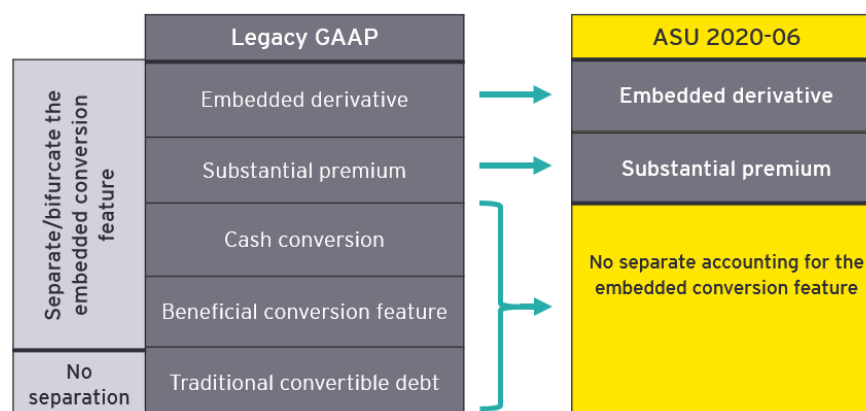 Legacy GAAP
ASU 2020-06
Separate/bifurcate the
embedded conversion
feature
Embedded derivative
Embedded derivative
Substantial premium
Substantial premium
Cash conversion
No separate accounting for the
embedded conversion feature
Beneficial conversion feature
No
separation
Traditional convertible debt